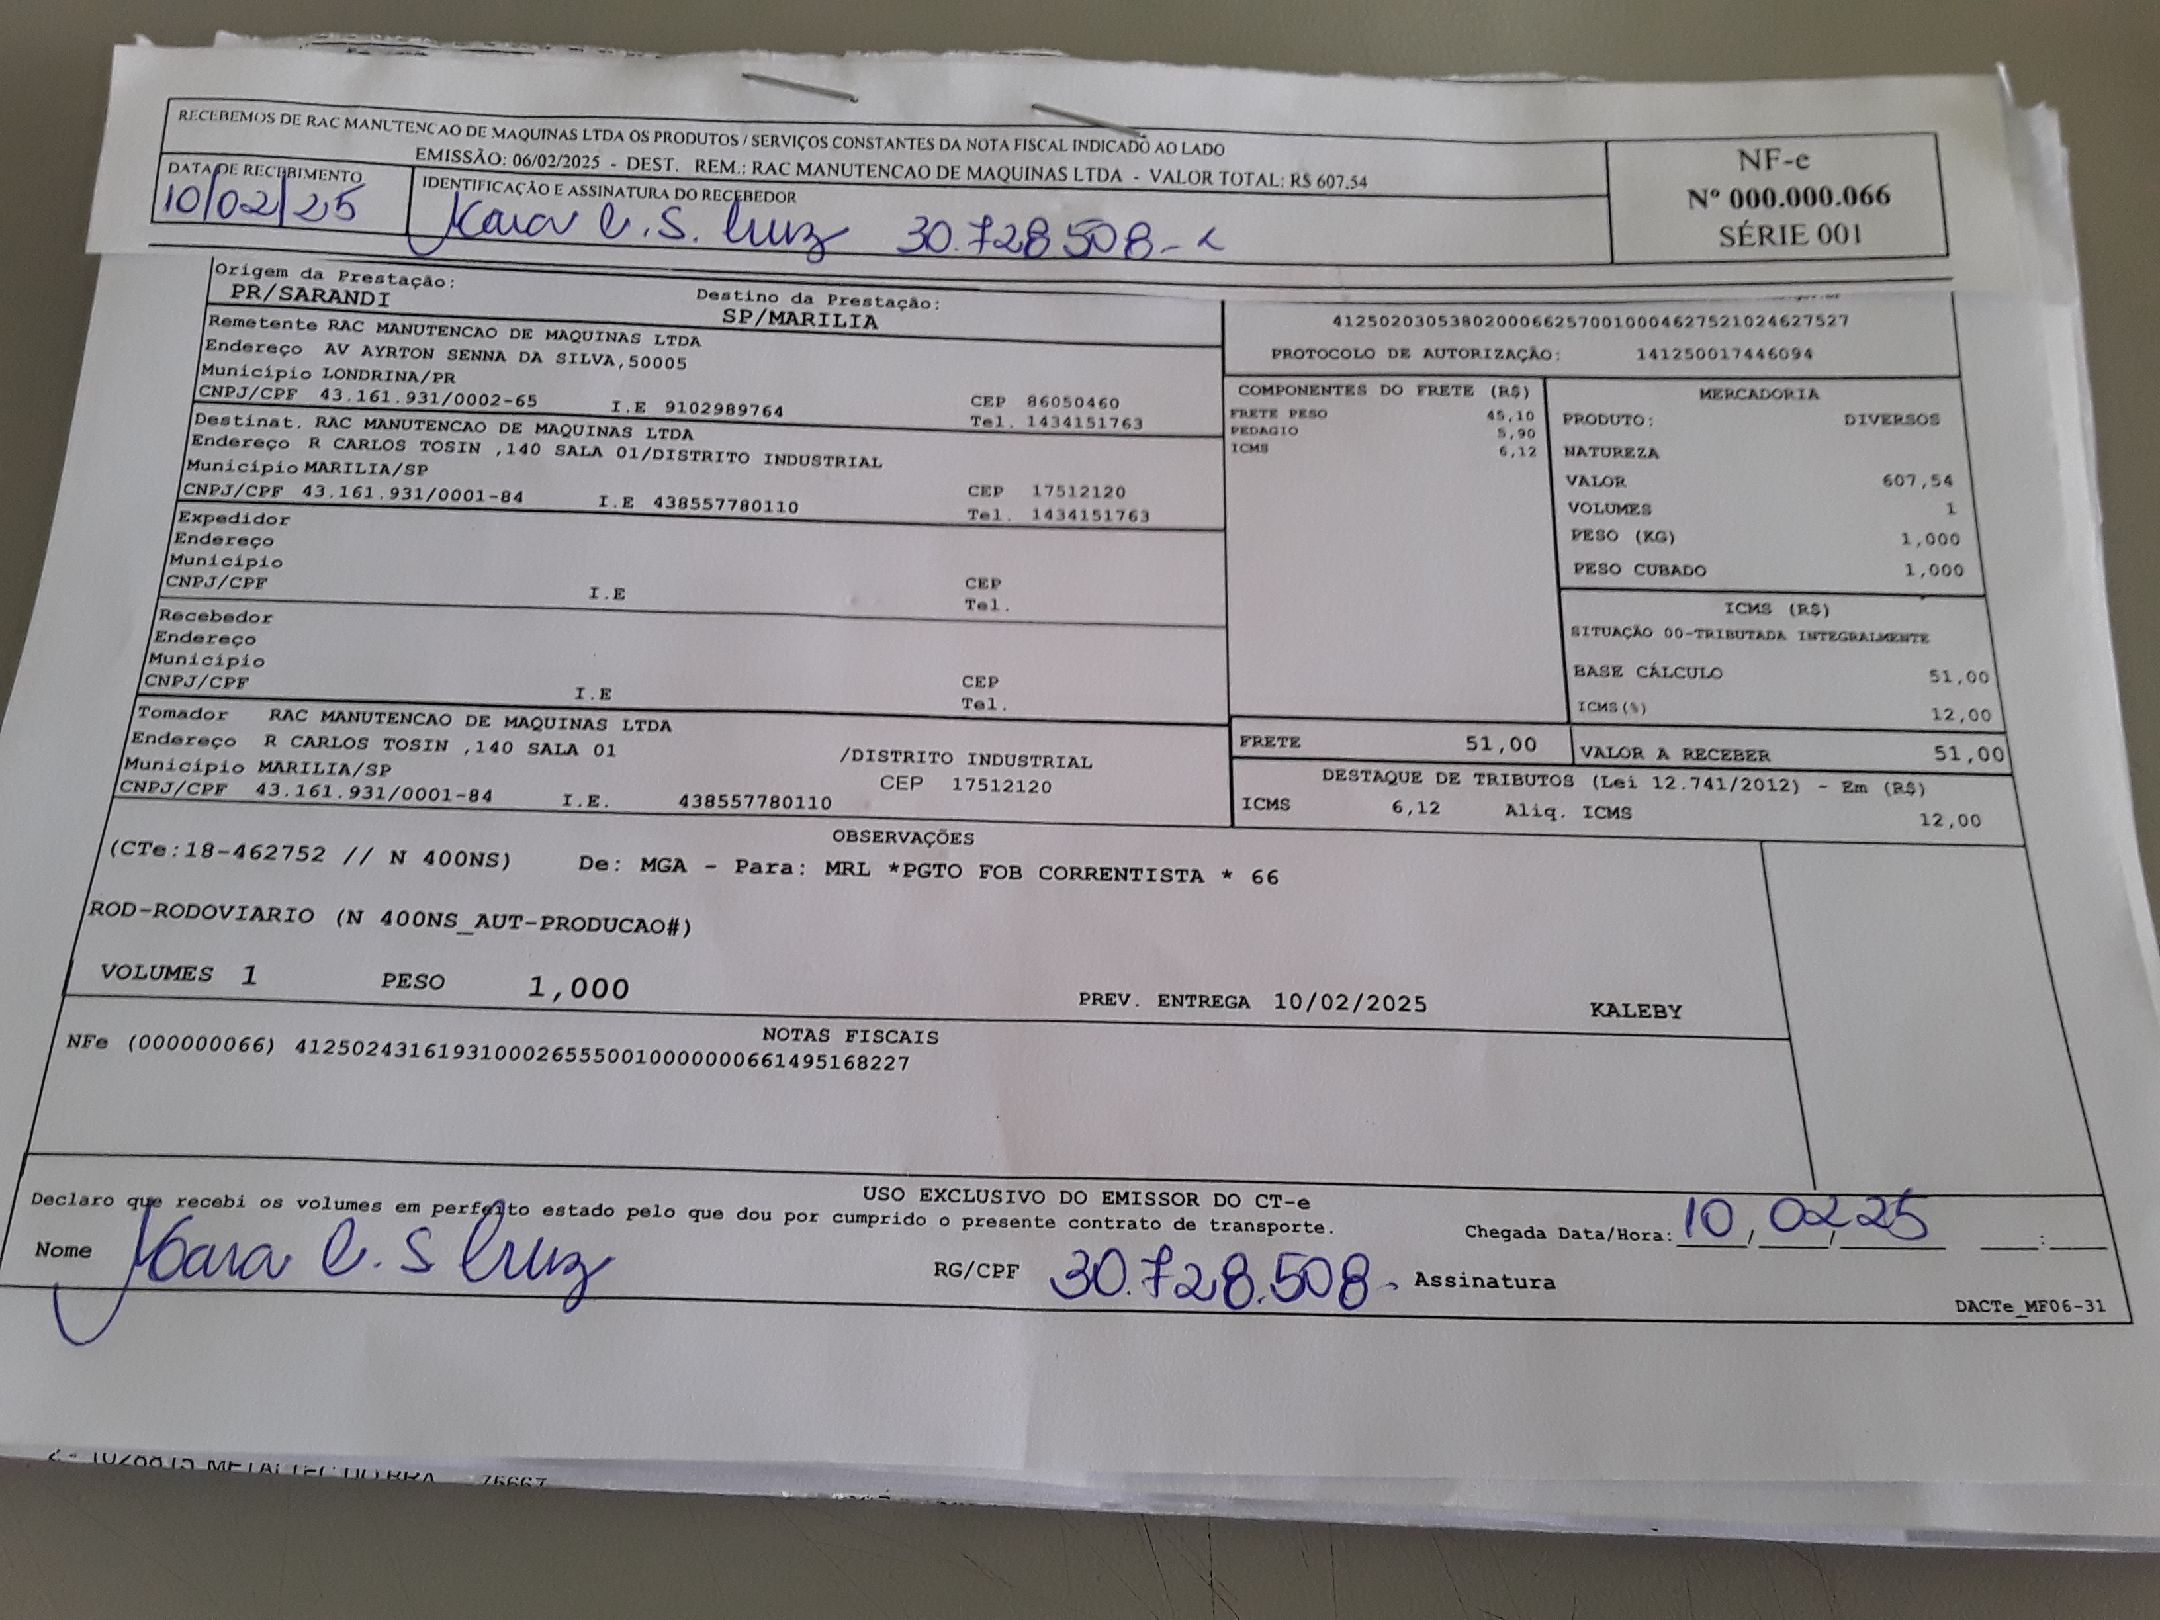 RECEBEMOS DE RAC MANUTENCAO DE MAQUINAS LTDA OS PRODUTOS / SERVIÇOS CONSTANTES DA NOTA FISCAL INDICADO AO LADO
EMISSÃO: 06/02/2025 - DEST. REM.: RAC MANUTENCAO DE MAQUINAS LTDA - VALOR TOTAL: R$ 607.54
DATA DE RECEBIMENTO
10/02/25
IDENTIFICAÇÃO E ASSINATURA DO RECEBEDOR
C. S. Cruz 30.728508-
NF-e
Nº 000.000.066
SÉRIE 001
Origem da Prestação:
PR/SARANDI
Destino da Prestação:
SP/MARILIA
Remetente RAC MANUTENCAO DE MAQUINAS LTDA
Endereço AV AYRTON SENNA DA SILVA,50005
Município LONDRINA/PR
CNPJ/CPF 43.161.931/0002-65 I.E 9102989764 CEP 86050460
Tel. 1434151763
Destinat. RAC MANUTENCAO DE MAQUINAS LTDA
Endereço R CARLOS TOSIN ,140 SALA 01/DISTRITO INDUSTRIAL
Município MARILIA/SP
CNPJ/CPF 43.161.931/0001-84 I.E 438557780110 CEP 17512120
Tel. 1434151763
Expedidor
Endereço
Município
CNPJ/CPF I.E CEP
Tel.
Recebedor
Endereço
Município
CNPJ/CPF I.E CEP
Tel.
Tomador RAC MANUTENCAO DE MAQUINAS LTDA
Endereço R CARLOS TOSIN ,140 SALA 01 /DISTRITO INDUSTRIAL
Município MARILIA/SP CEP 17512120
CNPJ/CPF 43.161.931/0001-84 I.E. 438557780110
41250203053802000662570010004627521024627527
PROTOCOLO DE AUTORIZAÇÃO: 141250017446094
COMPONENTES DO FRETE (R$)
FRETE PESO 45,10
PEDAGIO 5,90
ICMS 6,12
MERCADORIA
PRODUTO: DIVERSOS
NATUREZA
VALOR 607,54
VOLUMES 1
PESO (KG) 1,000
PESO CUBADO 1,000
ICMS (R$)
SITUAÇÃO 00-TRIBUTADA INTEGRALMENTE
BASE CÁLCULO 51,00
ICMS(%) 12,00
FRETE 51,00 VALOR A RECEBER 51,00
DESTAQUE DE TRIBUTOS (Lei 12.741/2012) - Em (R$)
ICMS 6,12 Aliq. ICMS 12,00
OBSERVAÇÕES
(CTe:18-462752 // N 400NS) De: MGA - Para: MRL *PGTO FOB CORRENTISTA * 66
ROD-RODOVIARIO (N 400NS_AUT-PRODUCAO#)
VOLUMES 1 PESO 1,000 PREV. ENTREGA 10/02/2025 KALEBY
NOTAS FISCAIS
NFe (000000066) 41250243161931000265550010000000661495168227
USO EXCLUSIVO DO EMISSOR DO CT-e
Declaro que recebi os volumes em perfeito estado pelo que dou por cumprido o presente contrato de transporte.
Chegada Data/Hora: 10/02/25 __:__
Nome C. S Cruz RG/CPF 30.728.508- Assinatura
DACTe_MF06-31